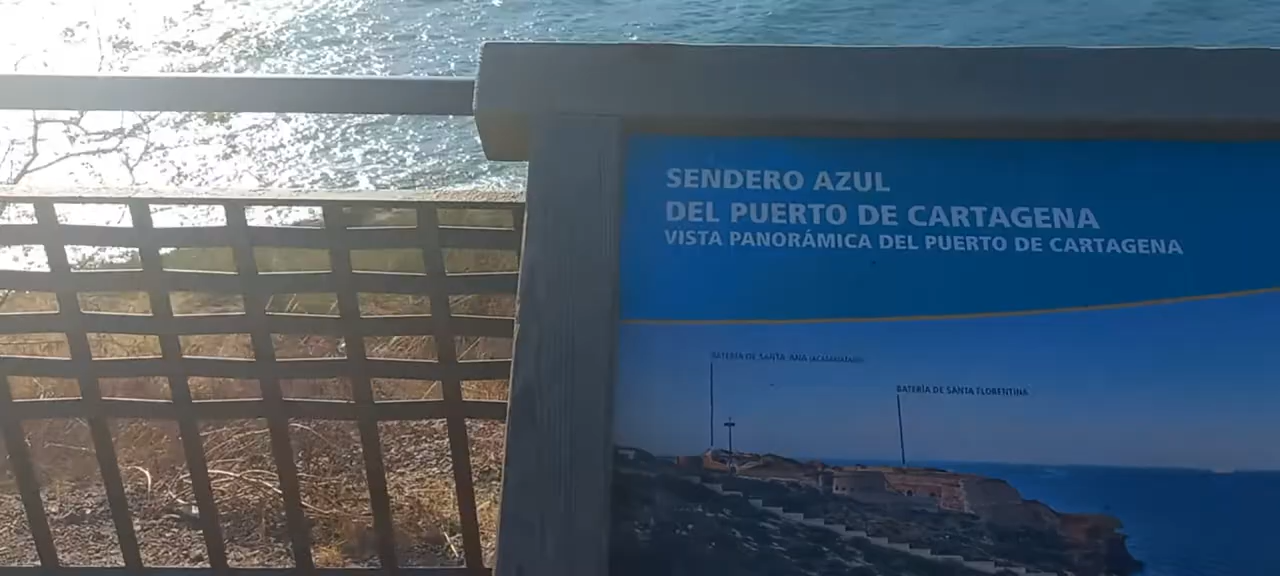 SENDERO AZUL
DEL PUERTO DE CARTAGENA
VISTA PANORÁMICA DEL PUERTO DE CARTAGENA
BATERÍA DE SANTA ANA (ACASAMATADA)
BATERÍA DE SANTA FLORENTINA